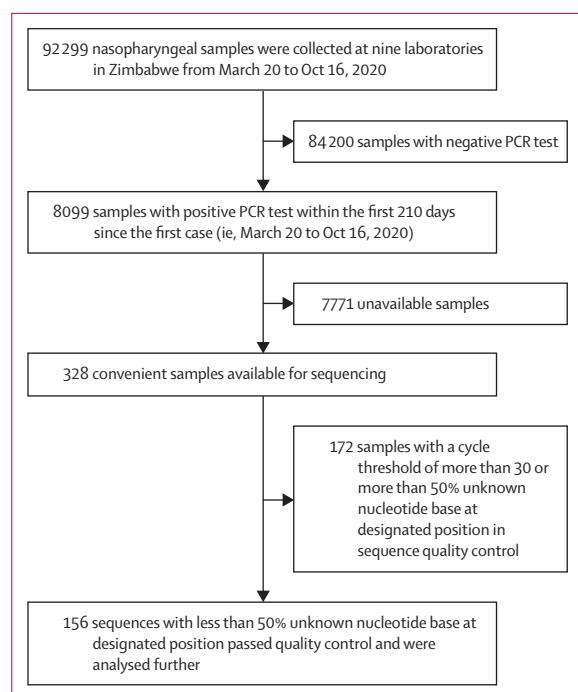 92 299 nasopharyngeal samples were collected at nine laboratories
in Zimbabwe from March 20 to Oct 16, 2020
84 200 samples with negative PCR test
8099 samples with positive PCR test within the first 210 days
since the first case (ie, March 20 to Oct 16, 2020)
7771 unavailable samples
328 convenient samples available for sequencing
172 samples with a cycle
threshold of more than 30 or
more than 50% unknown
nucleotide base at
designated position in
sequence quality control
156 sequences with less than 50% unknown nucleotide base at
designated position passed quality control and were
analysed further